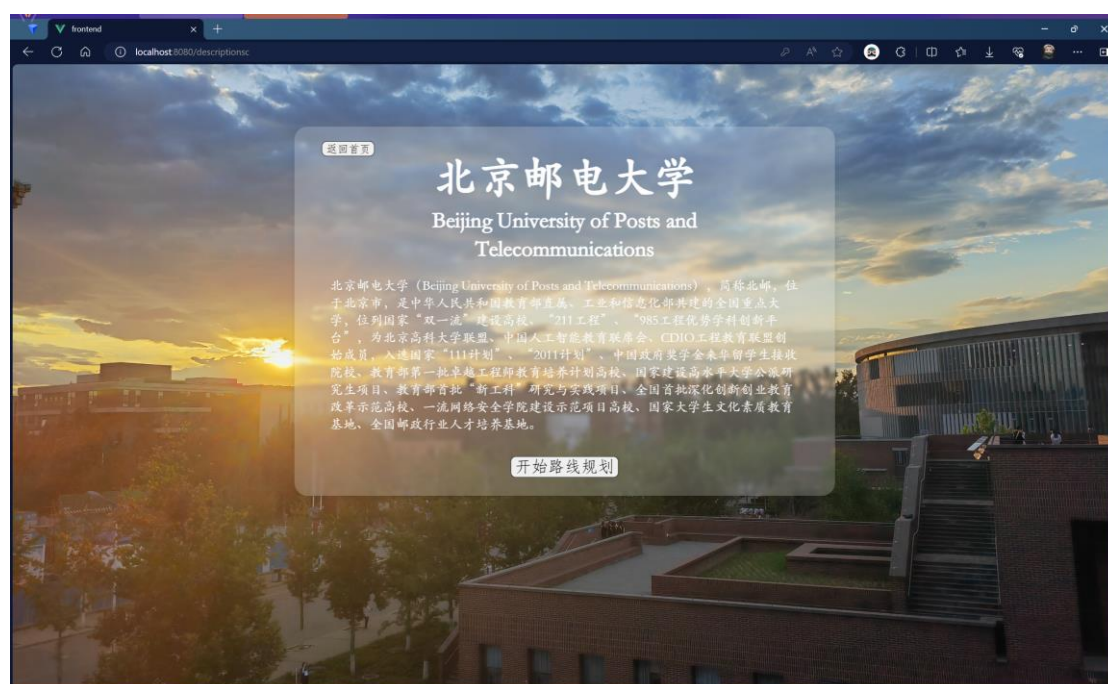 frontend
localhost:8080/descriptionsc
返回首页
北京邮电大学
Beijing University of Posts and
Telecommunications
北京邮电大学（Beijing University of Posts and Telecommunications），简称北邮，位
于北京市，是中华人民共和国教育部直属、工业和信息化部共建的全国重点大
学，位列国家“双一流”建设高校、“211工程”、“985工程优势学科创新平
台”，为北京高科大学联盟、中国人工智能教育联席会、CDIO工程教育联盟创
始成员，入选国家“111计划”、“2011计划”、中国政府奖学金来华留学生接收
院校、教育部第一批卓越工程师教育培养计划高校、国家建设高水平大学公派研
究生项目、教育部首批“新工科”研究与实践项目、全国首批深化创新创业教育
改革示范高校、一流网络安全学院建设示范项目高校、国家大学生文化素质教育
基地、全国邮政行业人才培养基地。
开始路线规划